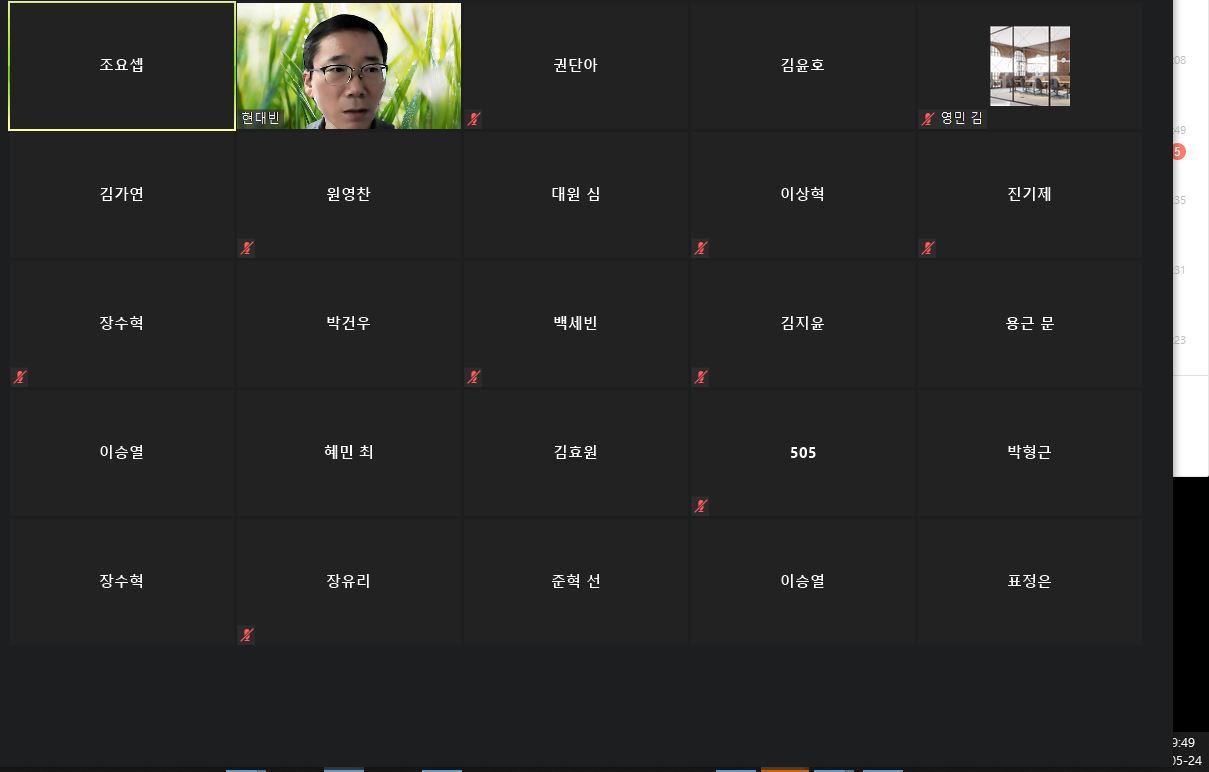 조요셉
현대빈
권단아
김윤호
영민 김
김가연
원영찬
대원 심
이상혁
진기제
장수혁
박건우
백세빈
김지윤
용근 문
이승열
혜민 최
김효원
505
박형근
장수혁
장유리
준혁 선
이승열
표정은
:08
:49
5
:35
:31
:23
9:49
05-24